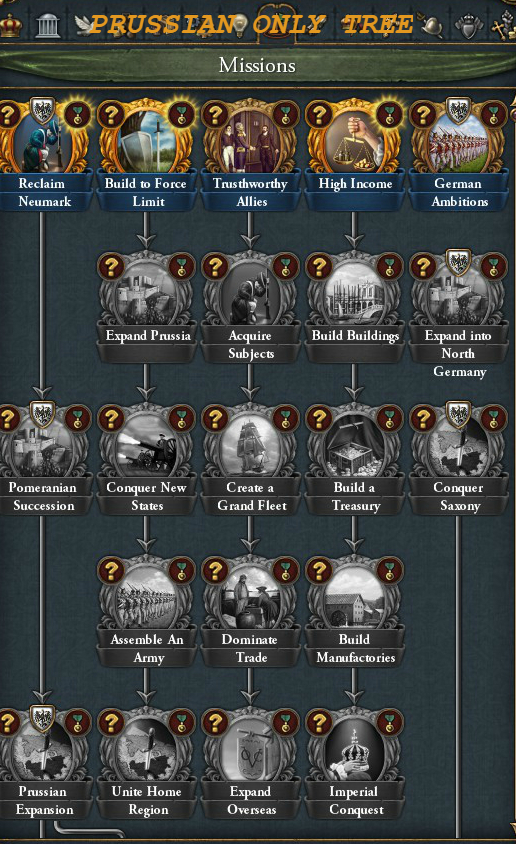 PRUSSIAN ONLY TREE
Missions
Reclaim
Neumark
Build to Force
Limit
Trusthworthy
Allies
High Income
German
Ambitions
Expand Prussia
Acquire
Subjects
Build Buildings
Expand into
North
Germany
Pomeranian
Succession
Conquer New
States
Create a
Grand Fleet
Build a
Treasury
Conquer
Saxony
Assemble An
Army
Dominate
Trade
Build
Manufactories
Prussian
Expansion
Unite Home
Region
Expand
Overseas
Imperial
Conquest